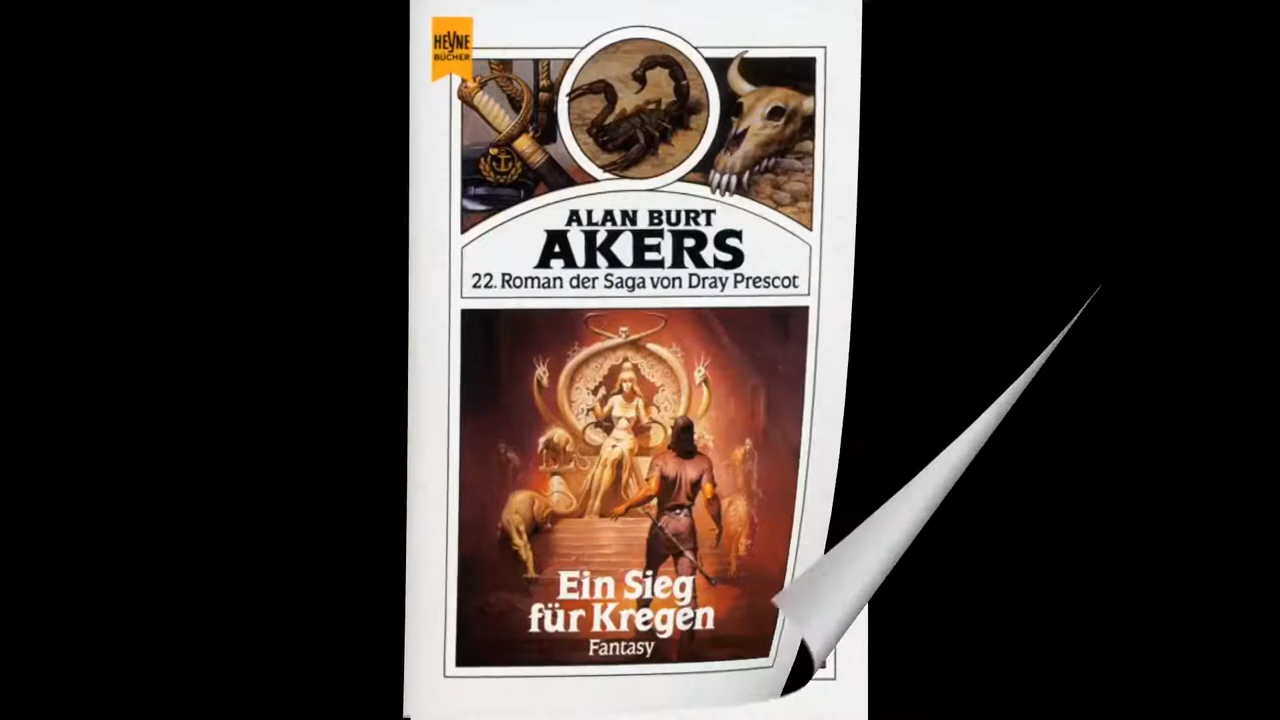 HEYNE
BÜCHER
ALAN BURT
AKERS
22. Roman der Saga von Dray Prescot
Ein Sieg
für Kregen
Fantasy